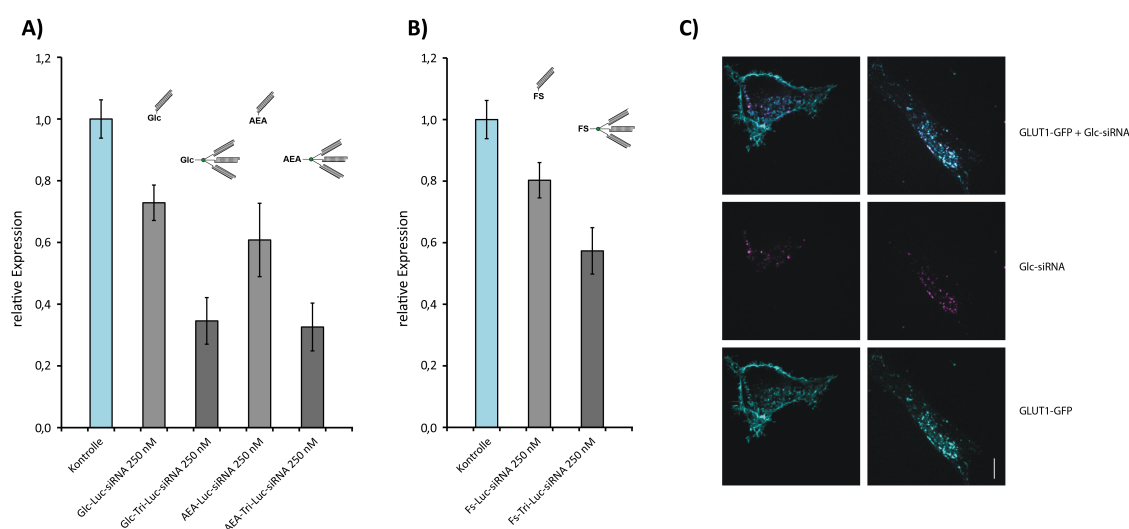 A)
relative Expression
1,2
1,0
0,8
0,6
0,4
0,2
0,0
Glc
Glc
AEA
AEA
Kontrolle
Glc-Luc-siRNA 250 nM
Glc-Tri-Luc-siRNA 250 nM
AEA-Luc-siRNA 250 nM
AEA-Tri-Luc-siRNA 250 nM
B)
relative Expression
1,2
1,0
0,8
0,6
0,4
0,2
0,0
FS
FS
Kontrolle
Fs-Luc-siRNA 250 nM
Fs-Tri-Luc-siRNA 250 nM
C)
GLUT1-GFP + Glc-siRNA
Glc-siRNA
GLUT1-GFP